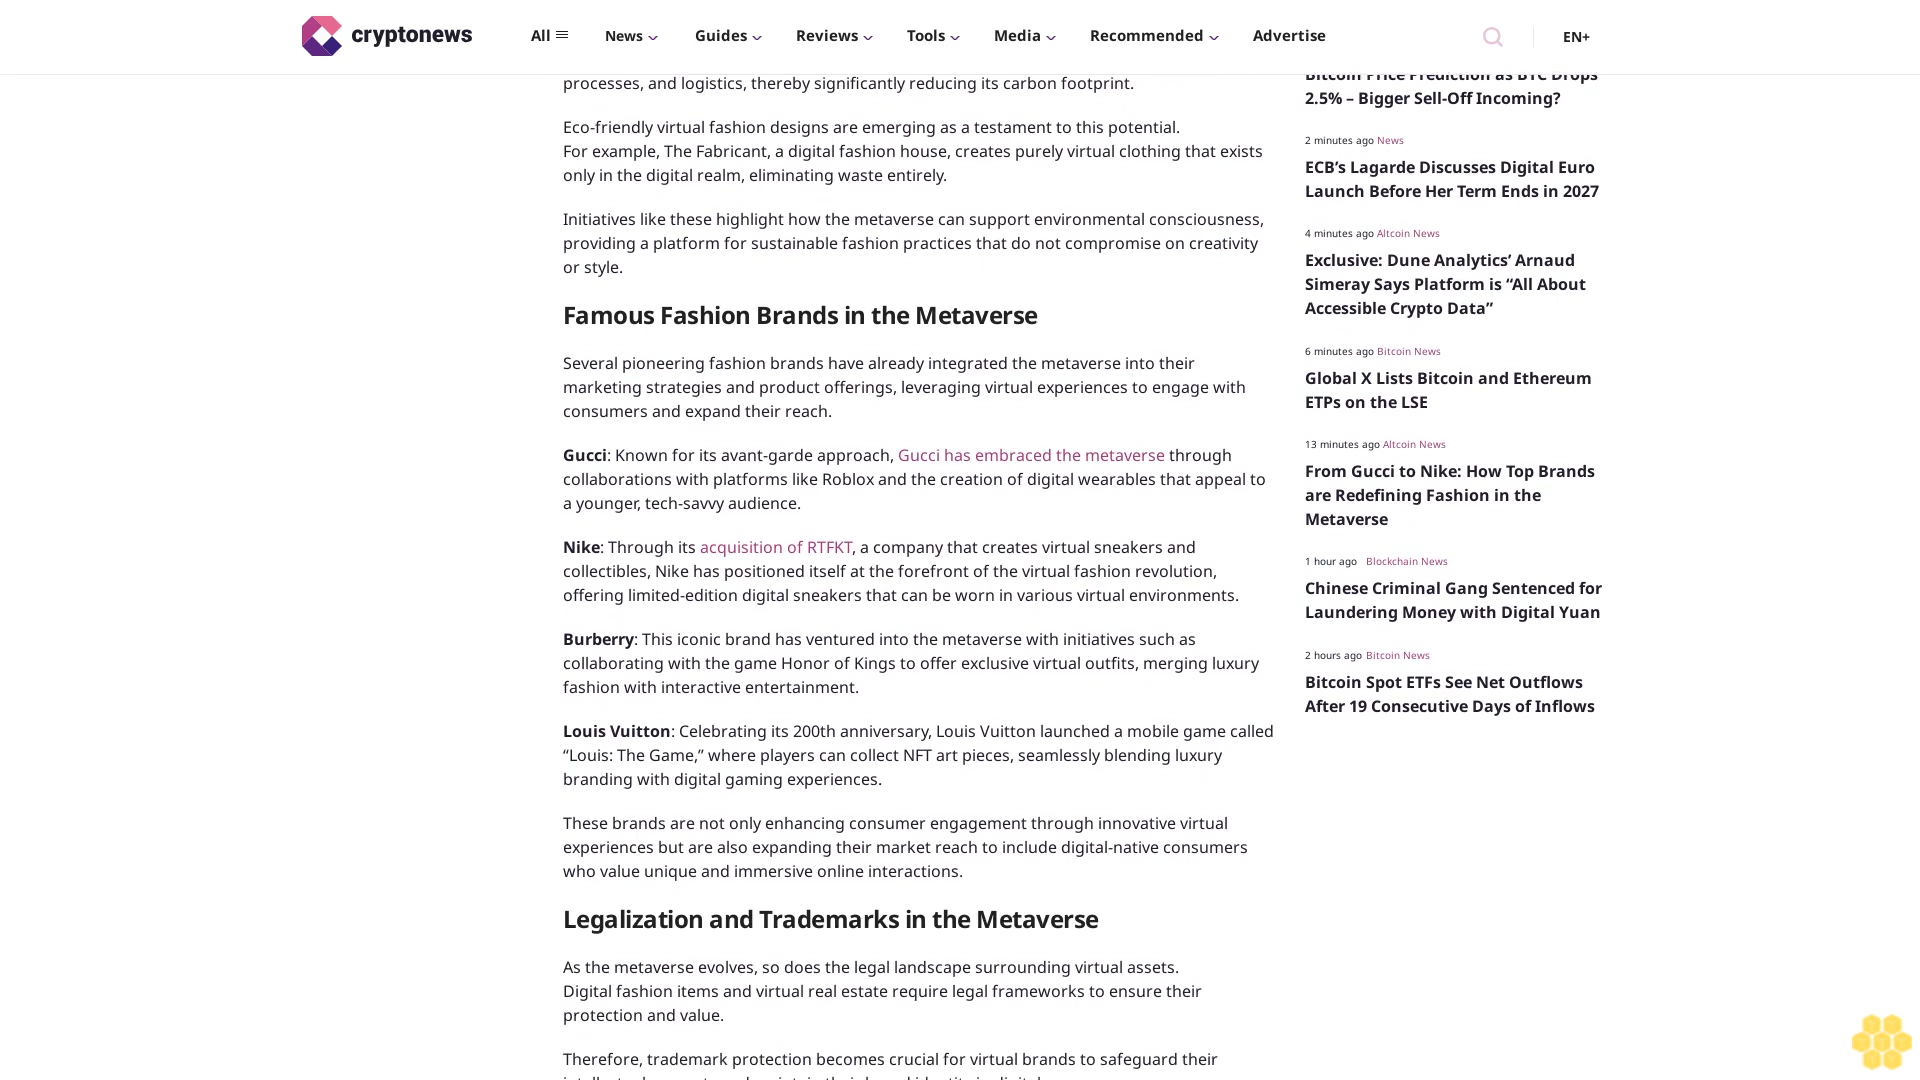 cryptonews
All
News
Guides
Reviews
Tools
Media
Recommended
Advertise
EN+
processes, and logistics, thereby significantly reducing its carbon footprint.
Eco-friendly virtual fashion designs are emerging as a testament to this potential.
For example, The Fabricant, a digital fashion house, creates purely virtual clothing that exists
only in the digital realm, eliminating waste entirely.
Initiatives like these highlight how the metaverse can support environmental consciousness,
providing a platform for sustainable fashion practices that do not compromise on creativity
or style.
Famous Fashion Brands in the Metaverse
Several pioneering fashion brands have already integrated the metaverse into their
marketing strategies and product offerings, leveraging virtual experiences to engage with
consumers and expand their reach.
Gucci: Known for its avant-garde approach, Gucci has embraced the metaverse through
collaborations with platforms like Roblox and the creation of digital wearables that appeal to
a younger, tech-savvy audience.
Nike: Through its acquisition of RTFKT, a company that creates virtual sneakers and
collectibles, Nike has positioned itself at the forefront of the virtual fashion revolution,
offering limited-edition digital sneakers that can be worn in various virtual environments.
Burberry: This iconic brand has ventured into the metaverse with initiatives such as
collaborating with the game Honor of Kings to offer exclusive virtual outfits, merging luxury
fashion with interactive entertainment.
Louis Vuitton: Celebrating its 200th anniversary, Louis Vuitton launched a mobile game called
“Louis: The Game,” where players can collect NFT art pieces, seamlessly blending luxury
branding with digital gaming experiences.
These brands are not only enhancing consumer engagement through innovative virtual
experiences but are also expanding their market reach to include digital-native consumers
who value unique and immersive online interactions.
Legalization and Trademarks in the Metaverse
As the metaverse evolves, so does the legal landscape surrounding virtual assets.
Digital fashion items and virtual real estate require legal frameworks to ensure their
protection and value.
Therefore, trademark protection becomes crucial for virtual brands to safeguard their
Bitcoin Price Prediction as BTC Drops
2.5% – Bigger Sell-Off Incoming?
2 minutes ago News
ECB’s Lagarde Discusses Digital Euro
Launch Before Her Term Ends in 2027
4 minutes ago Altcoin News
Exclusive: Dune Analytics’ Arnaud
Simeray Says Platform is “All About
Accessible Crypto Data”
6 minutes ago Bitcoin News
Global X Lists Bitcoin and Ethereum
ETPs on the LSE
13 minutes ago Altcoin News
From Gucci to Nike: How Top Brands
are Redefining Fashion in the
Metaverse
1 hour ago Blockchain News
Chinese Criminal Gang Sentenced for
Laundering Money with Digital Yuan
2 hours ago Bitcoin News
Bitcoin Spot ETFs See Net Outflows
After 19 Consecutive Days of Inflows